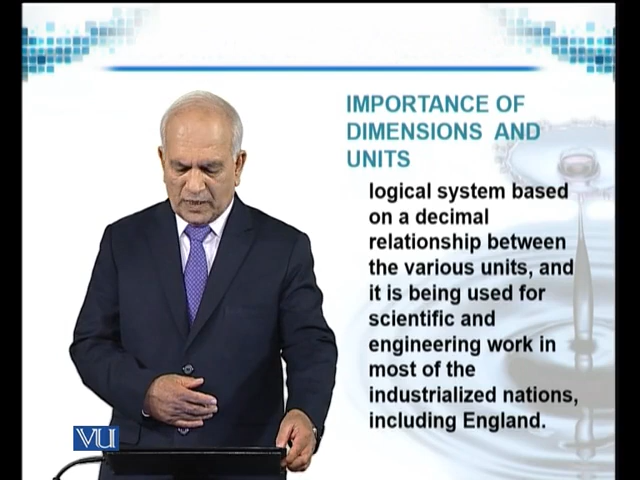 IMPORTANCE OF
DIMENSIONS AND
UNITS
logical system based
on a decimal
relationship between
the various units, and
it is being used for
scientific and
engineering work in
most of the
industrialized nations,
including England.
VU